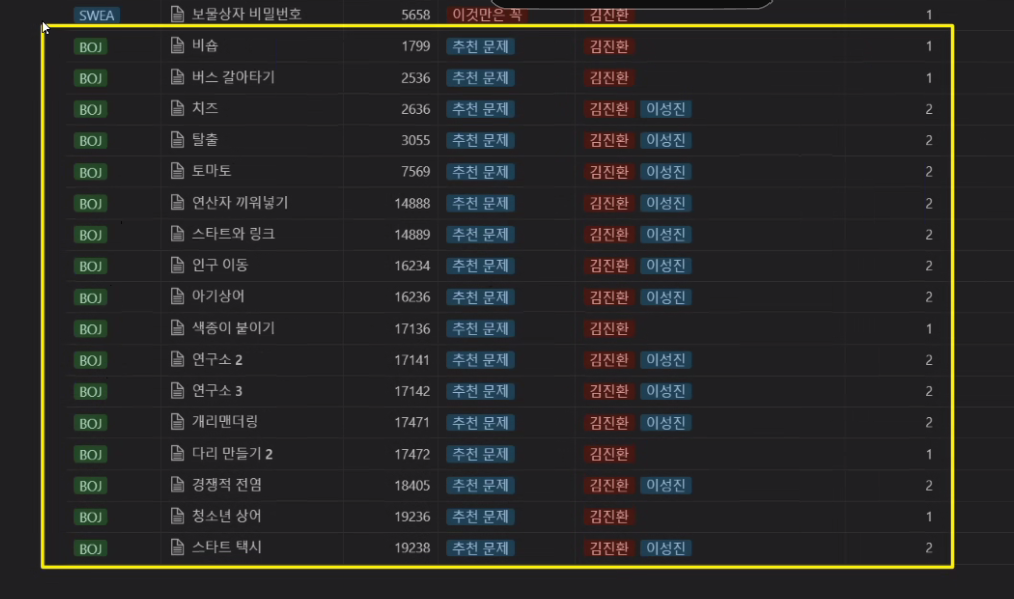 SWEA 보물상자 비밀번호 5658 이것만은 꼭 김진환 1
BOJ 비숍 1799 추천 문제 김진환 1
BOJ 버스 갈아타기 2536 추천 문제 김진환 1
BOJ 치즈 2636 추천 문제 김진환 이성진 2
BOJ 탈출 3055 추천 문제 김진환 이성진 2
BOJ 토마토 7569 추천 문제 김진환 이성진 2
BOJ 연산자 끼워넣기 14888 추천 문제 김진환 이성진 2
BOJ 스타트와 링크 14889 추천 문제 김진환 이성진 2
BOJ 인구 이동 16234 추천 문제 김진환 이성진 2
BOJ 아기상어 16236 추천 문제 김진환 이성진 2
BOJ 색종이 붙이기 17136 추천 문제 김진환 1
BOJ 연구소 2 17141 추천 문제 김진환 이성진 2
BOJ 연구소 3 17142 추천 문제 김진환 이성진 2
BOJ 개리맨더링 17471 추천 문제 김진환 이성진 2
BOJ 다리 만들기 2 17472 추천 문제 김진환 1
BOJ 경쟁적 전염 18405 추천 문제 김진환 이성진 2
BOJ 청소년 상어 19236 추천 문제 김진환 1
BOJ 스타트 택시 19238 추천 문제 김진환 이성진 2